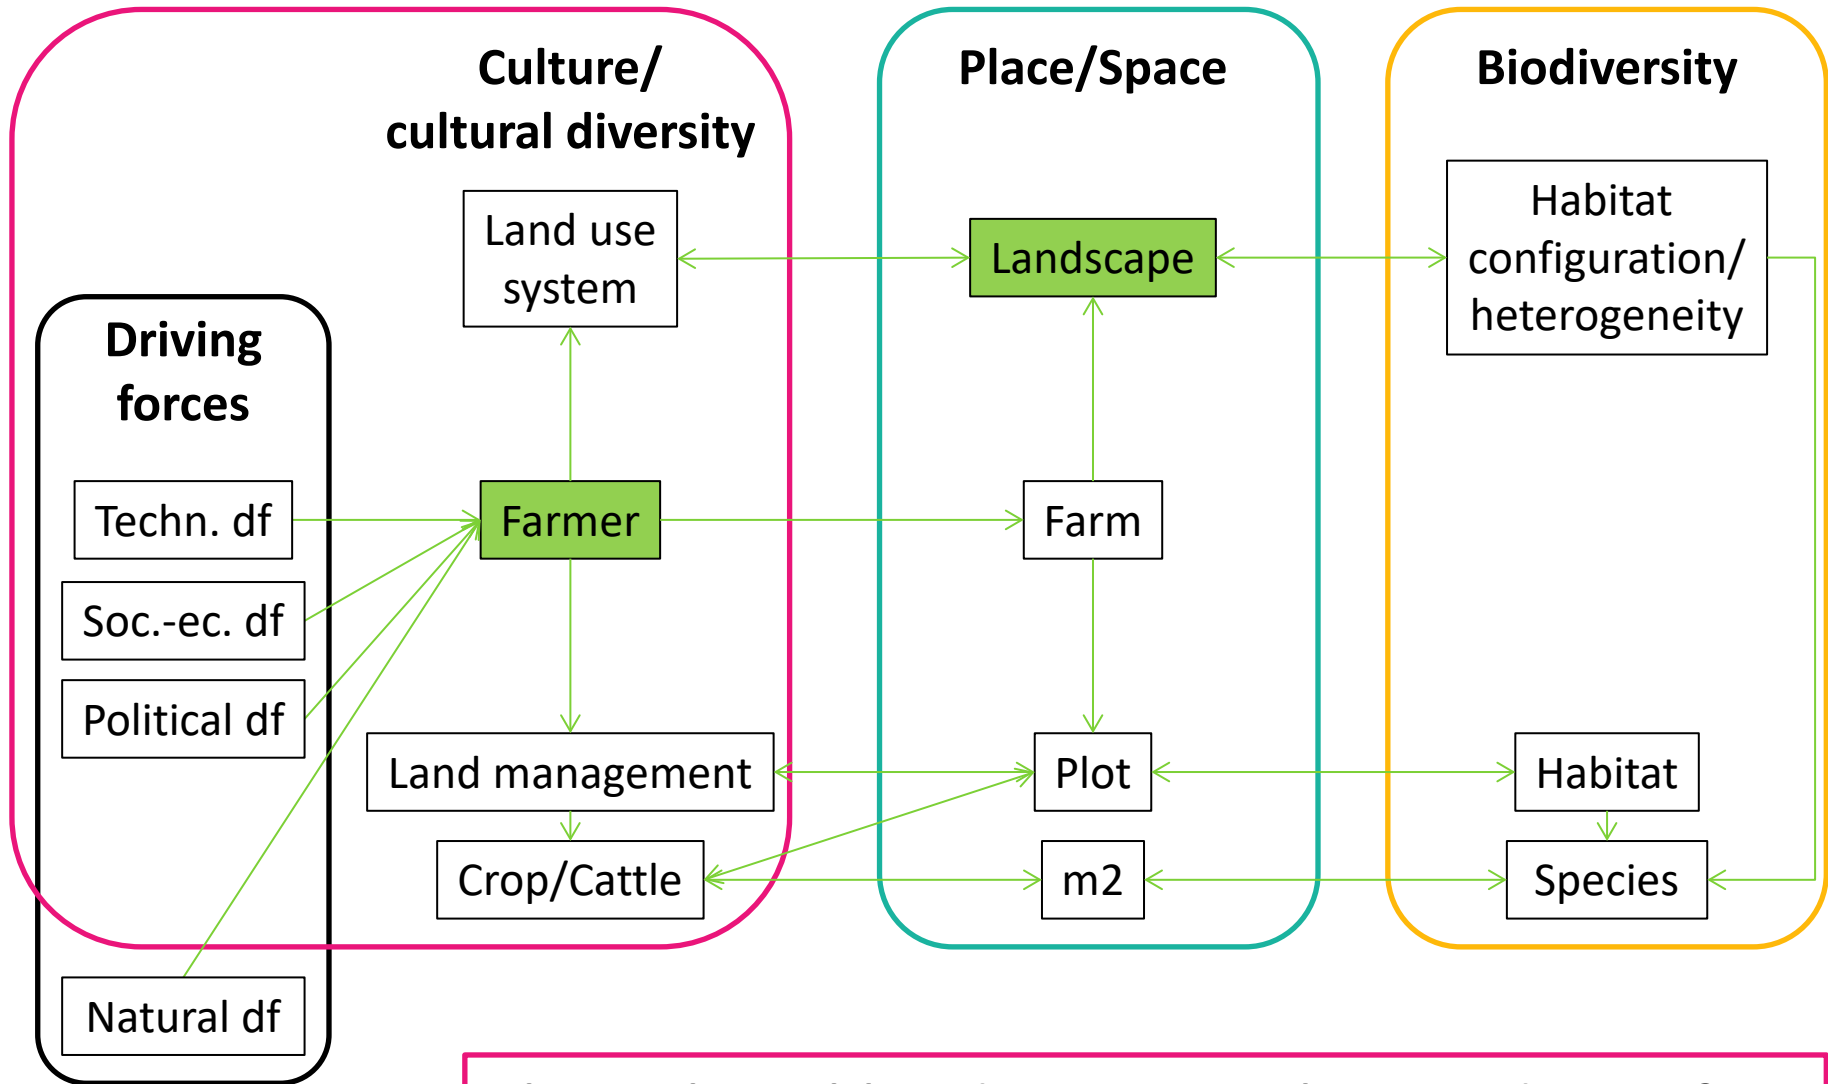 Culture/
cultural diversity
Place/Space
Biodiversity
Land use
system
Landscape
Habitat
configuration/
heterogeneity
Driving
forces
Techn. df
Farmer
Farm
Soc.-ec. df
Political df
Land management
Plot
Habitat
Crop/Cattle
m2
Species
Natural df